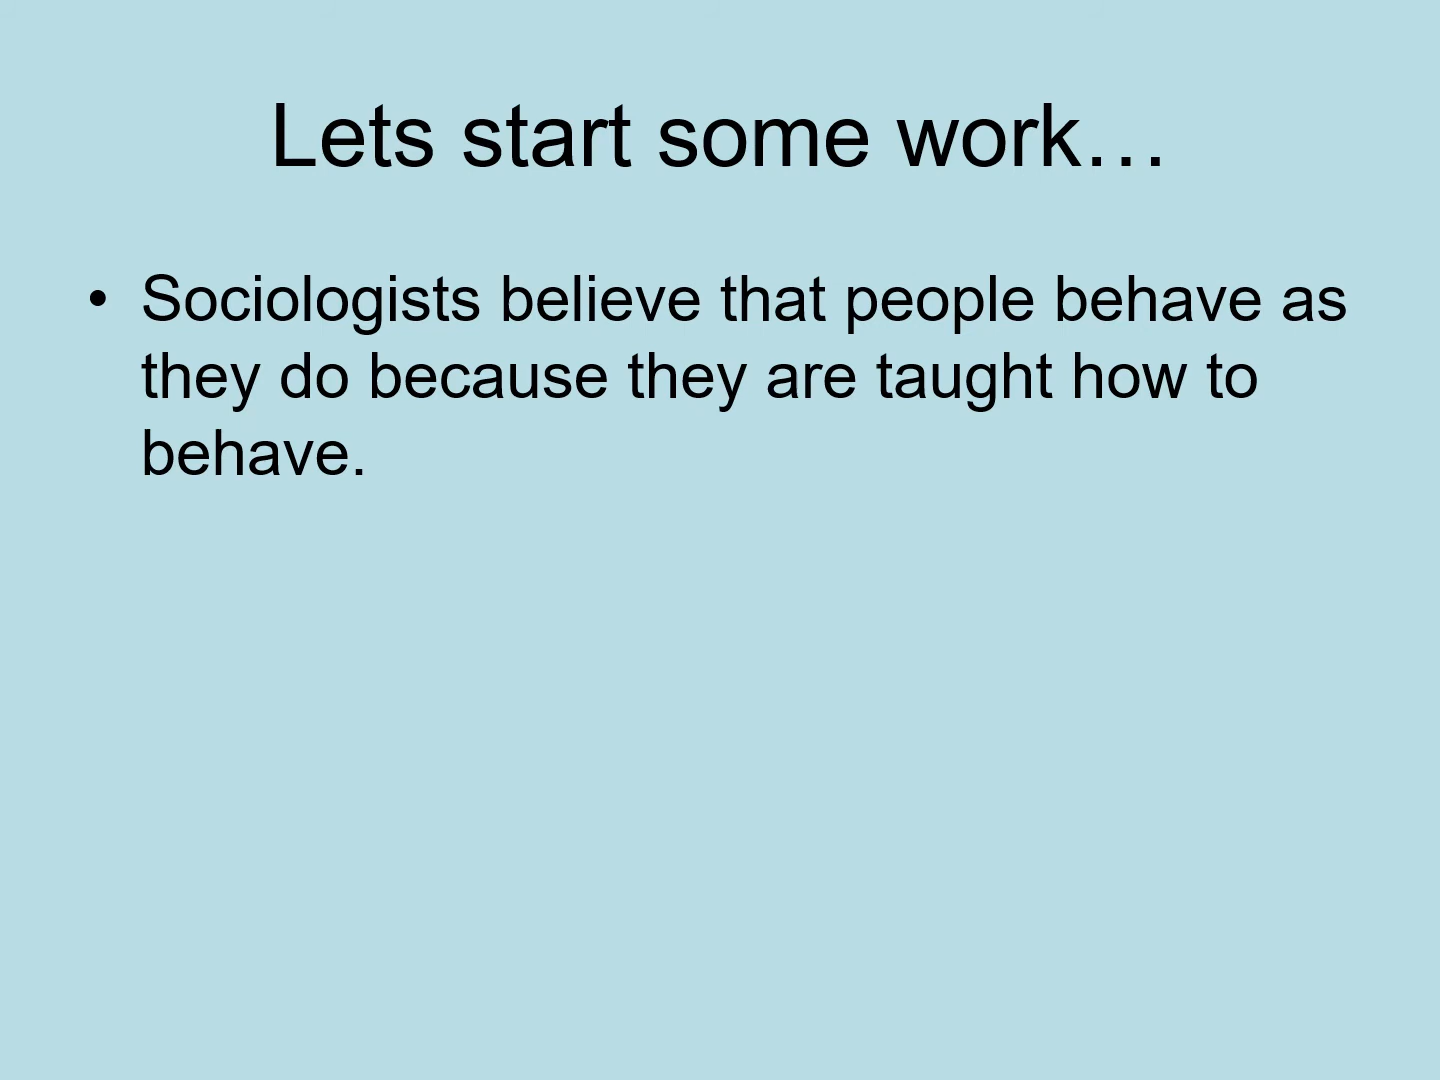 Lets start some work…
• Sociologists believe that people behave as
they do because they are taught how to
behave.